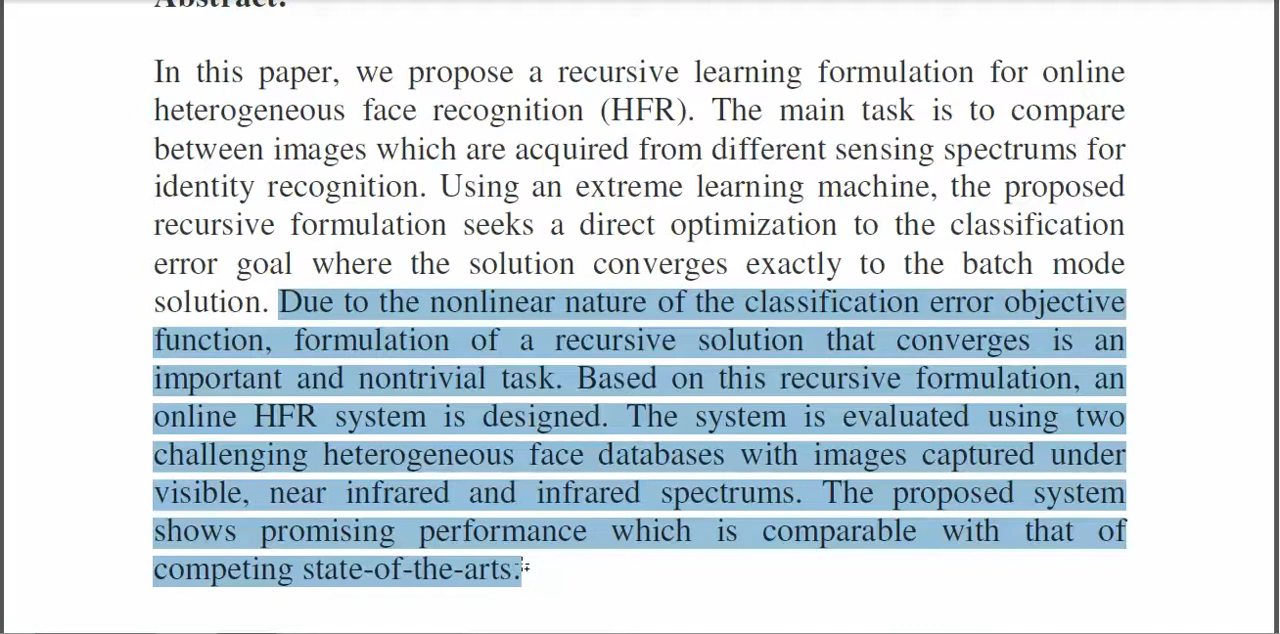 Abstract:
In this paper, we propose a recursive learning formulation for online
heterogeneous face recognition (HFR). The main task is to compare
between images which are acquired from different sensing spectrums for
identity recognition. Using an extreme learning machine, the proposed
recursive formulation seeks a direct optimization to the classification
error goal where the solution converges exactly to the batch mode
solution. Due to the nonlinear nature of the classification error objective
function, formulation of a recursive solution that converges is an
important and nontrivial task. Based on this recursive formulation, an
online HFR system is designed. The system is evaluated using two
challenging heterogeneous face databases with images captured under
visible, near infrared and infrared spectrums. The proposed system
shows promising performance which is comparable with that of
competing state-of-the-arts.